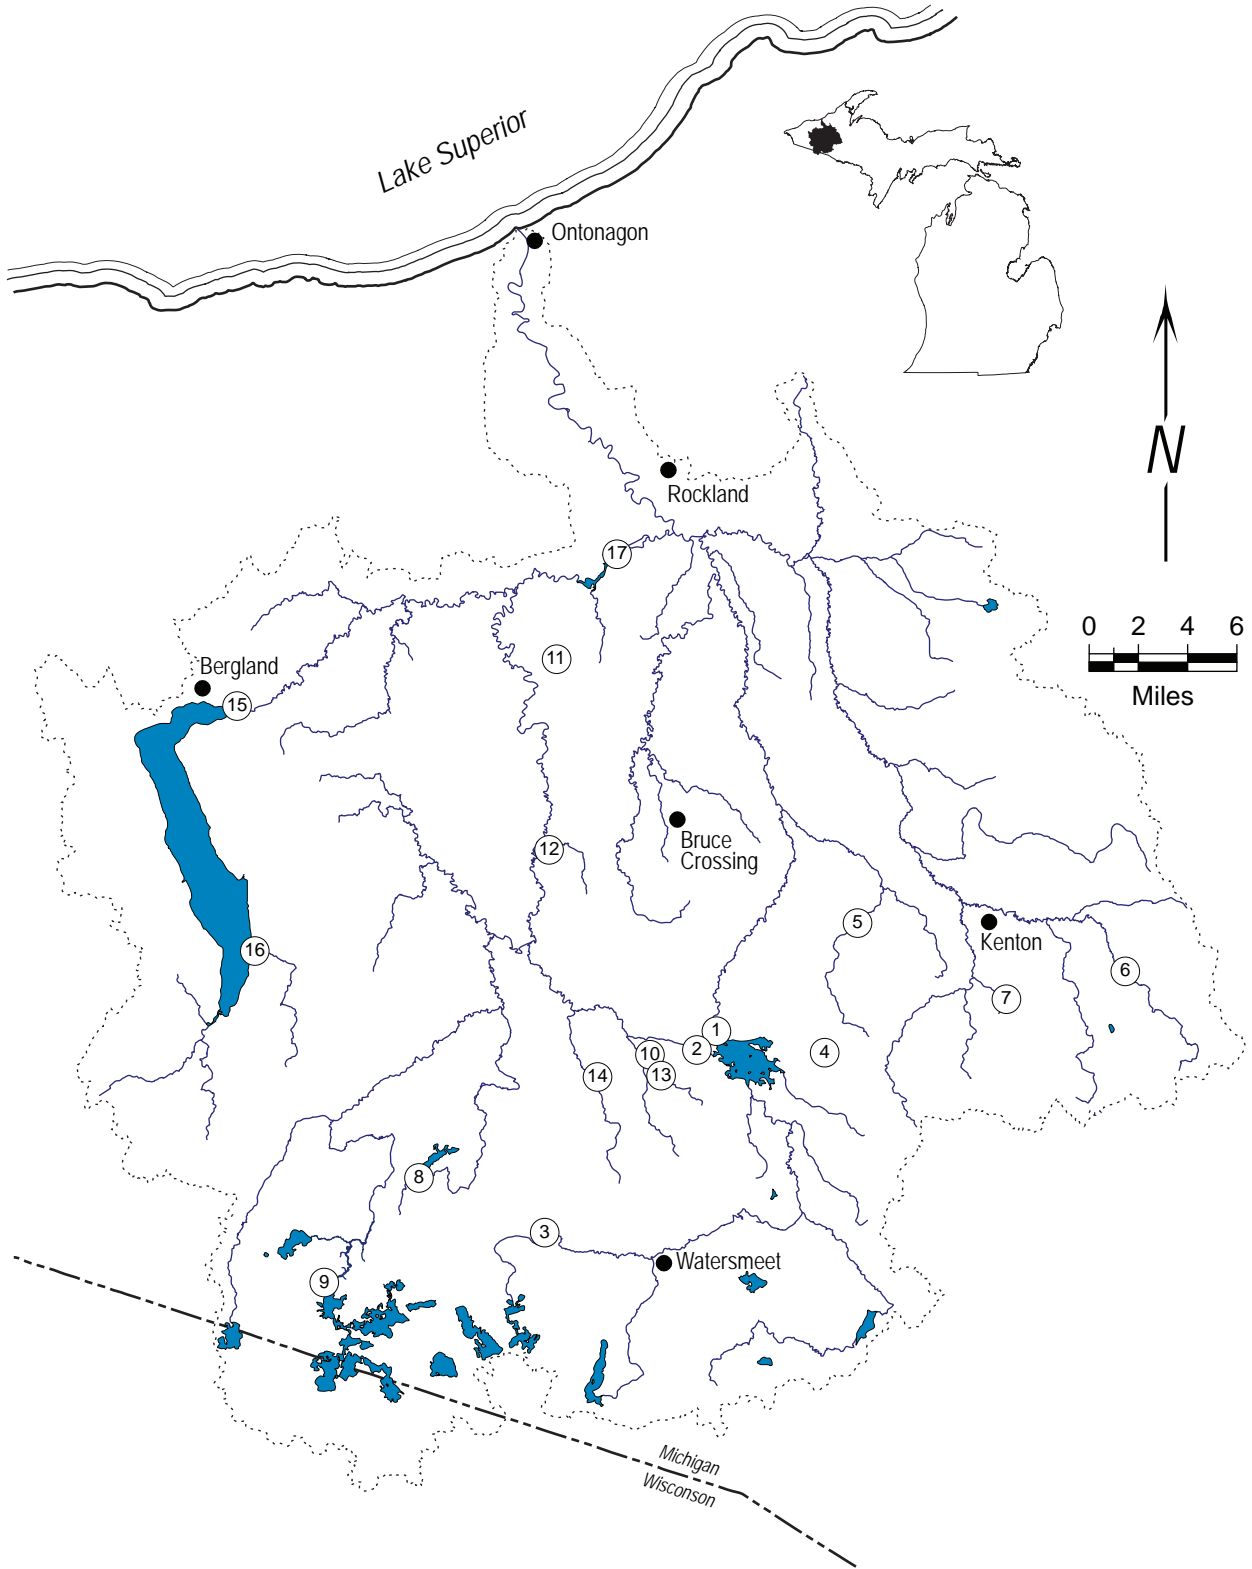 Lake Superior
Ontonagon
N
Rockland
17
0 2 4 6
Miles
11
Bergland
15
Bruce
Crossing
12
5
Kenton
16
6
7
1
2
10
4
14
13
8
3
Watersmeet
9
Michigan
Wisconson